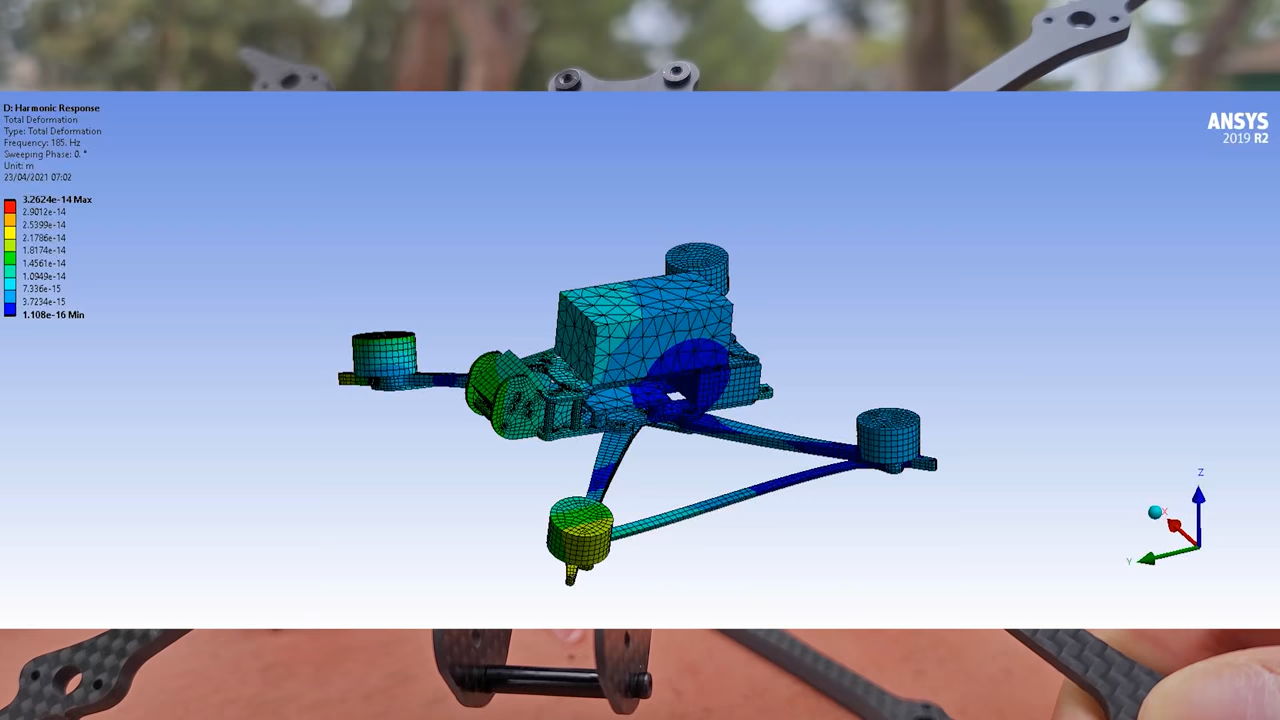 D: Harmonic Response
Total Deformation
Type: Total Deformation
Frequency: 185. Hz
Sweeping Phase: 0. °
Unit: m
23/04/2021 07:02
3.2624e-14 Max
2.9012e-14
2.5399e-14
2.1786e-14
1.8174e-14
1.4561e-14
1.0949e-14
7.336e-15
3.7234e-15
1.108e-16 Min
ANSYS
2019 R2
Z
X
Y